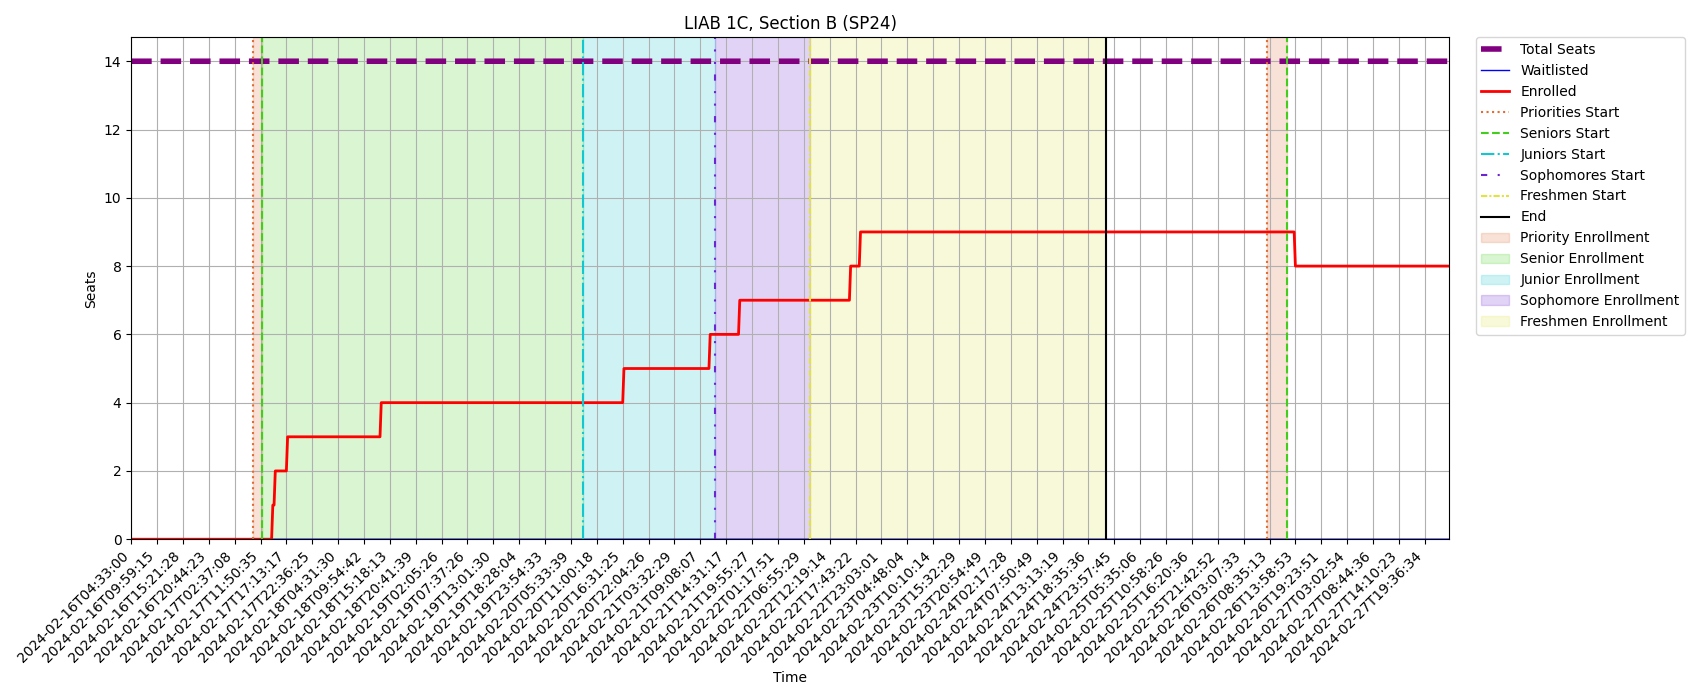 LIAB 1C, Section B (SP24)
Seats
14
12
10
8
6
4
2
0
2024-02-16T04:33:00
2024-02-16T09:59:15
2024-02-16T15:21:28
2024-02-16T20:44:23
2024-02-17T02:37:08
2024-02-17T11:50:35
2024-02-17T17:13:17
2024-02-17T22:36:25
2024-02-18T04:31:30
2024-02-18T09:54:42
2024-02-18T15:18:13
2024-02-18T20:41:39
2024-02-19T02:05:26
2024-02-19T07:37:26
2024-02-19T13:01:30
2024-02-19T18:28:04
2024-02-19T23:54:33
2024-02-20T05:33:39
2024-02-20T11:00:18
2024-02-20T16:31:25
2024-02-20T22:04:26
2024-02-21T03:32:29
2024-02-21T09:08:07
2024-02-21T14:31:17
2024-02-21T19:55:27
2024-02-22T01:17:51
2024-02-22T06:55:29
2024-02-22T12:19:14
2024-02-22T17:43:22
2024-02-22T23:03:01
2024-02-23T04:48:04
2024-02-23T10:10:14
2024-02-23T15:32:29
2024-02-23T20:54:49
2024-02-24T02:17:28
2024-02-24T07:50:49
2024-02-24T13:13:19
2024-02-24T18:35:36
2024-02-24T23:57:45
2024-02-25T05:35:06
2024-02-25T10:58:26
2024-02-25T16:20:36
2024-02-25T21:42:52
2024-02-26T03:07:33
2024-02-26T08:35:13
2024-02-26T13:58:53
2024-02-26T19:23:51
2024-02-27T03:02:54
2024-02-27T08:44:36
2024-02-27T14:10:23
2024-02-27T19:36:34
Time
Total Seats
Waitlisted
Enrolled
Priorities Start
Seniors Start
Juniors Start
Sophomores Start
Freshmen Start
End
Priority Enrollment
Senior Enrollment
Junior Enrollment
Sophomore Enrollment
Freshmen Enrollment